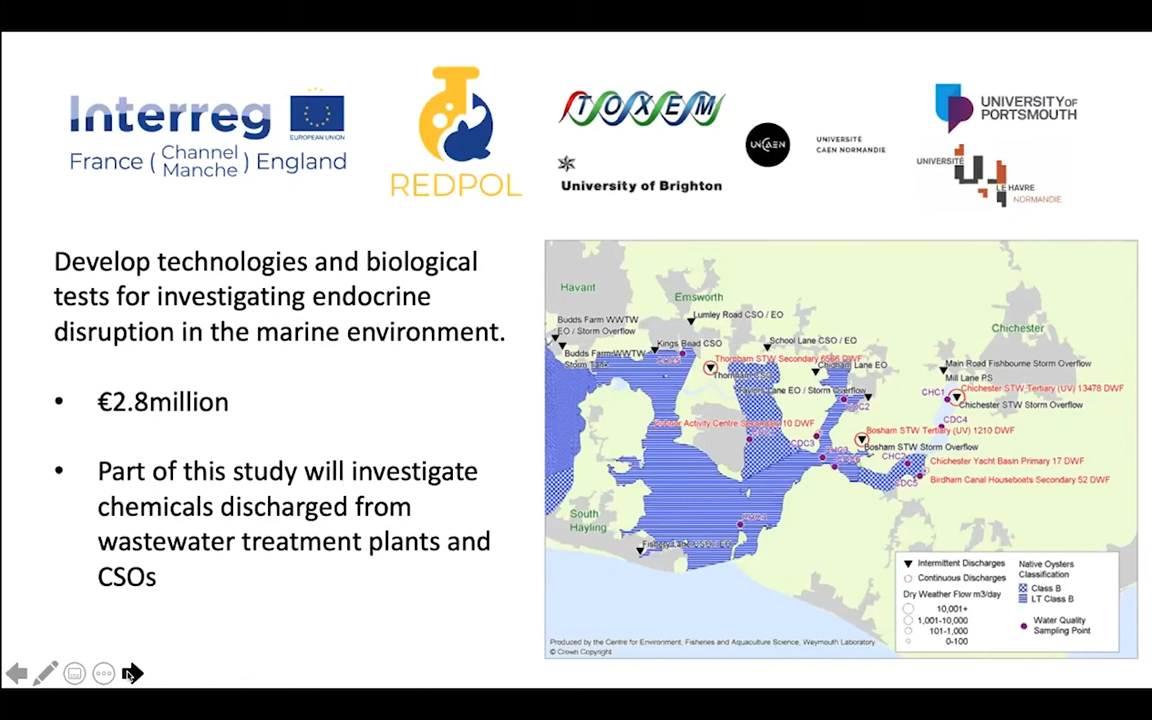 Interreg
EUROPEAN UNION
France ( Channel Manche ) England
REDPOL
TOXEM
University of Brighton
UNICAEN
UNIVERSITÉ
CAEN NORMANDIE
UNIVERSITY OF
PORTSMOUTH
UNIVERSITÉ
LE HAVRE
NORMANDIE
Develop technologies and biological
tests for investigating endocrine
disruption in the marine environment.
• €2.8million
• Part of this study will investigate
chemicals discharged from
wastewater treatment plants and
CSOs
Havant
Emsworth
Chichester
Budds Farm WWTW
EO / Storm Overflow
Lumley Road CSO / EO
Kings Road CSO
School Lane CSO / EO
Budds Farm WWTW
Storm Tank
Thornham STW Secondary 6586 DWF
Thornham CSO
Chidham Lane EO
Main Road Fishbourne Storm Overflow
Mill Lane PS
Taylors Lane EO / Storm Overflow
CHC1
Chichester STW Tertiary (UV) 13478 DWF
Chichester STW Storm Overflow
CDC4
Activity Centre Secondary 10 DWF
CDC3
Bosham STW Tertiary (UV) 1210 DWF
Bosham STW Storm Overflow
CHC2
Chichester Yacht Basin Primary 17 DWF
CDC5
Birdham Canal Houseboats Secondary 52 DWF
South
Hayling
Intermittent Discharges
Continuous Discharges
Dry Weather Flow m3/day
10,001+
1,001-10,000
101-1,000
0-100
Native Oysters
Classification
Class B
LT Class B
Water Quality
Sampling Point
Produced by the Centre for Environment, Fisheries and Aquaculture Science, Weymouth Laboratory.
© Crown Copyright